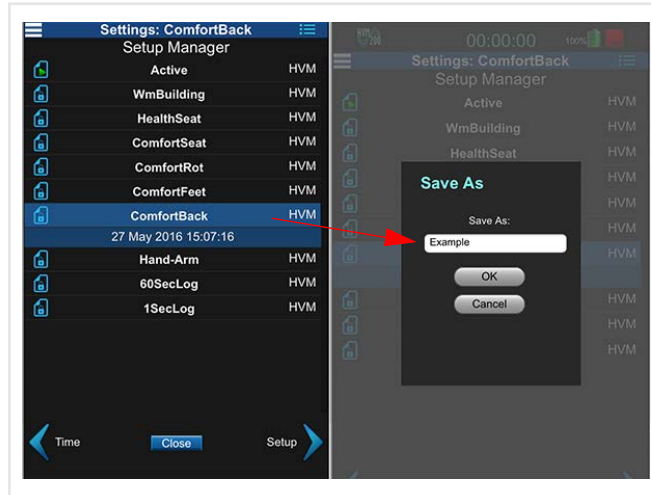 Settings: ComfortBack
Setup Manager
Active HVM
WmBuilding HVM
HealthSeat HVM
ComfortSeat HVM
ComfortRot HVM
ComfortFeet HVM
ComfortBack HVM
27 May 2016 15:07:16
Hand-Arm HVM
60SecLog HVM
1SecLog HVM
Time Close Setup
HVM 200 00:00:00 100%
Settings: ComfortBack
Setup Manager
Active HVM
WmBuilding HVM
HealthSeat HVM
HVM
Save As
HVM
Save As:
HVM
Example
HVM
OK
Cancel
HVM
HVM
HVM